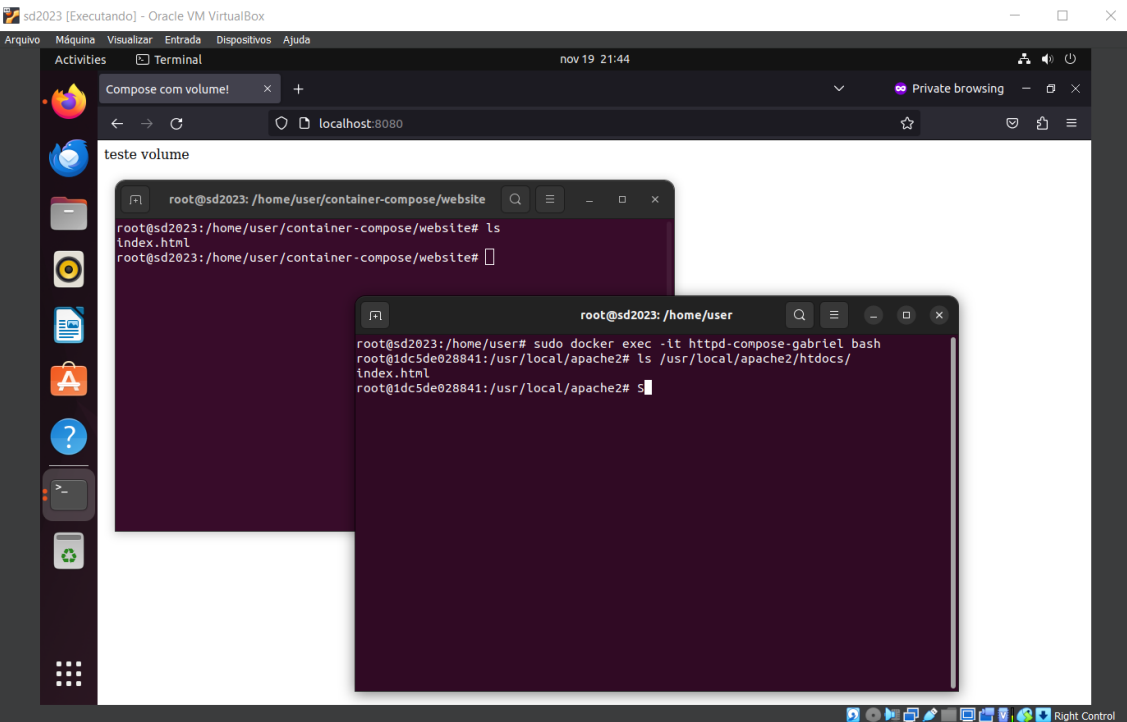 sd2023 [Executando] - Oracle VM VirtualBox
Arquivo Máquina Visualizar Entrada Dispositivos Ajuda
Activities Terminal nov 19 21:44
Compose com volume! Private browsing
localhost:8080
teste volume
root@sd2023: /home/user/container-compose/website
root@sd2023:/home/user/container-compose/website# ls
index.html
root@sd2023:/home/user/container-compose/website#
root@sd2023: /home/user
root@sd2023:/home/user# sudo docker exec -it httpd-compose-gabriel bash
root@1dc5de028841:/usr/local/apache2# ls /usr/local/apache2/htdocs/
index.html
root@1dc5de028841:/usr/local/apache2# S
Right Control